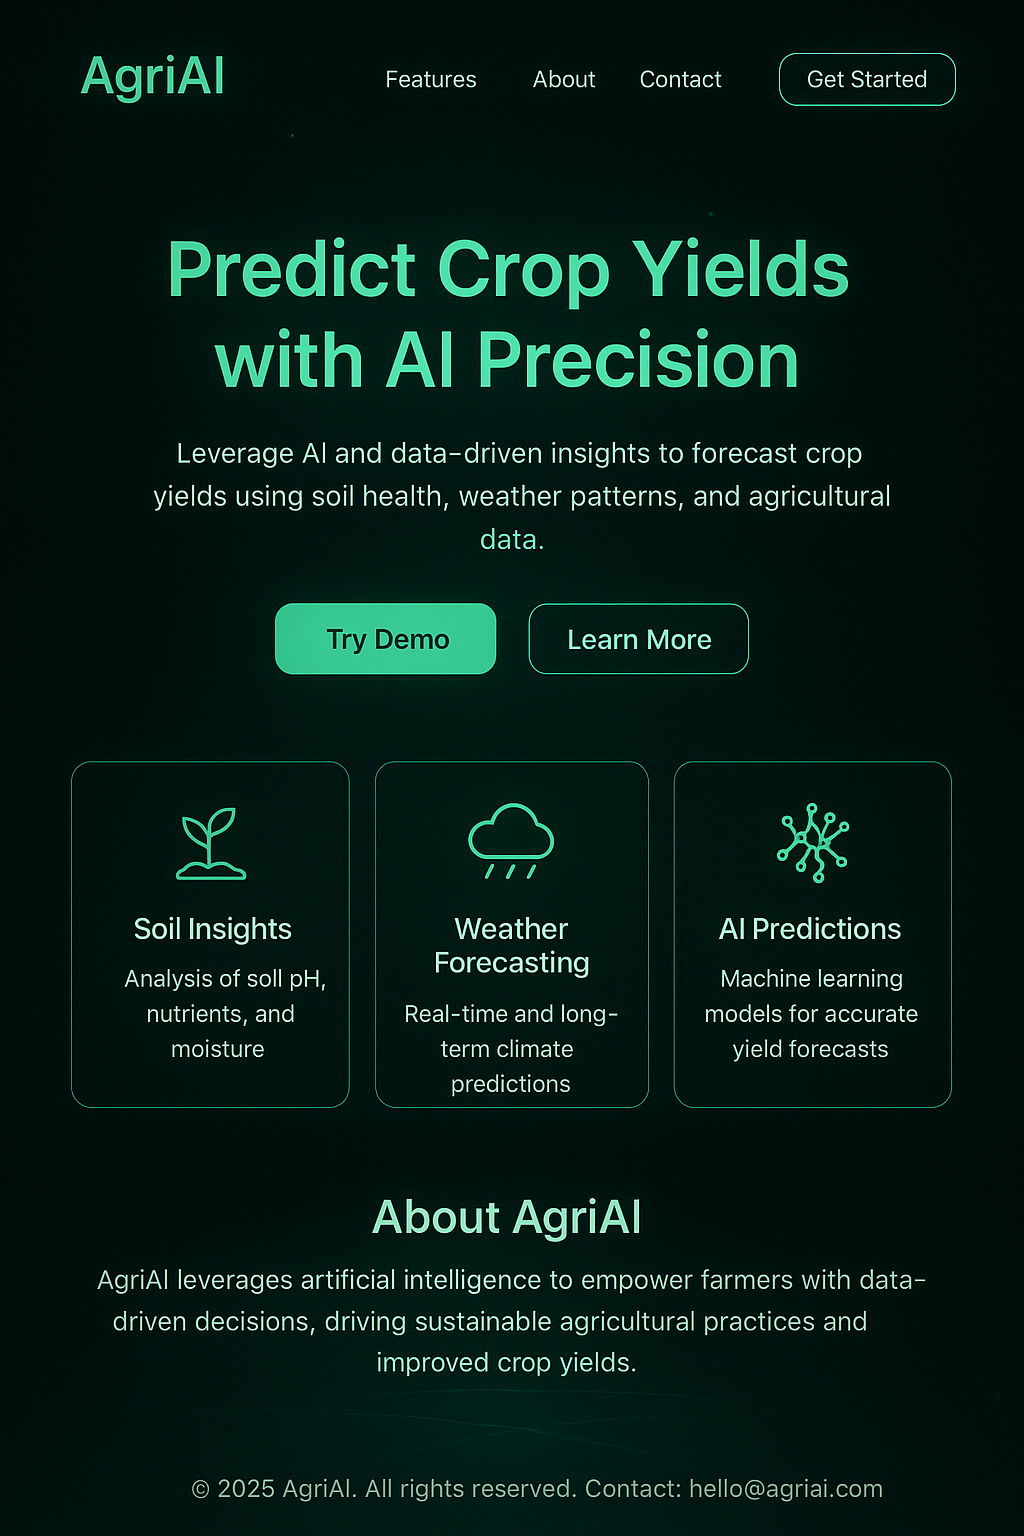 AgriAI
Features
About
Contact
Get Started
Predict Crop Yields
with AI Precision
Leverage AI and data-driven insights to forecast crop
yields using soil health, weather patterns, and agricultural
data.
Try Demo
Learn More
Soil Insights
Analysis of soll pH,
nutrients, and
moisture
Weather
Forecasting
Real-time and long-
term climate
predictions
AI Predictions
Machine learning
models for accurate
yield forecasts
About AgriAI
AgriAI leverages artificial intelligence to empower farmers with data-
driven decisions, driving sustainable agricultural practices and
improved crop yields.
© 2025 AgriAI. All rights reserved. Contact: hello@agriai.com